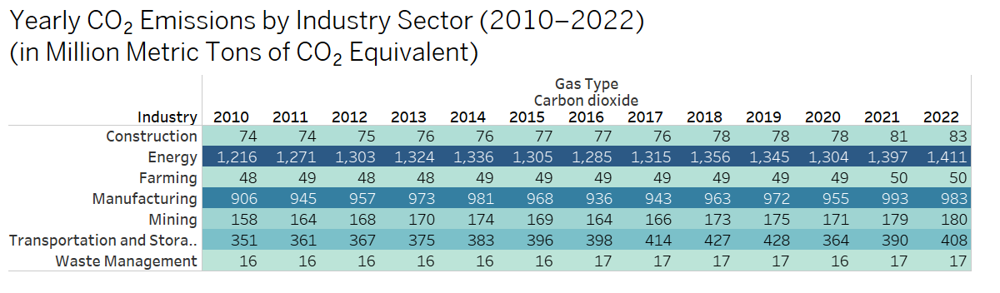 Yearly CO₂ Emissions by Industry Sector (2010–2022)
(in Million Metric Tons of CO₂ Equivalent)
Gas Type
Carbon dioxide
Industry 2010 2011 2012 2013 2014 2015 2016 2017 2018 2019 2020 2021 2022
Construction 74 74 75 76 76 77 77 76 78 78 78 81 83
Energy 1,216 1,271 1,303 1,324 1,336 1,305 1,285 1,315 1,356 1,345 1,304 1,397 1,411
Farming 48 49 48 48 49 49 49 49 49 49 49 50 50
Manufacturing 906 945 957 973 981 968 936 943 963 972 955 993 983
Mining 158 164 168 170 174 169 164 166 173 175 171 179 180
Transportation and Stora.. 351 361 367 375 383 396 398 414 427 428 364 390 408
Waste Management 16 16 16 16 16 16 17 17 17 17 16 17 17